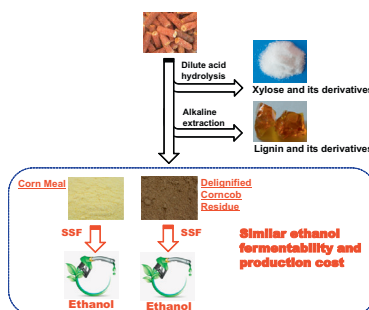 Dilute acid
hydrolysis
Xylose and its derivatives
Alkaline
extraction
Lignin and its derivatives
Corn Meal
Delignified
Corncob
Residue
SSF
SSF
Ethanol
Ethanol
Similar ethanol
fermentability and
production cost